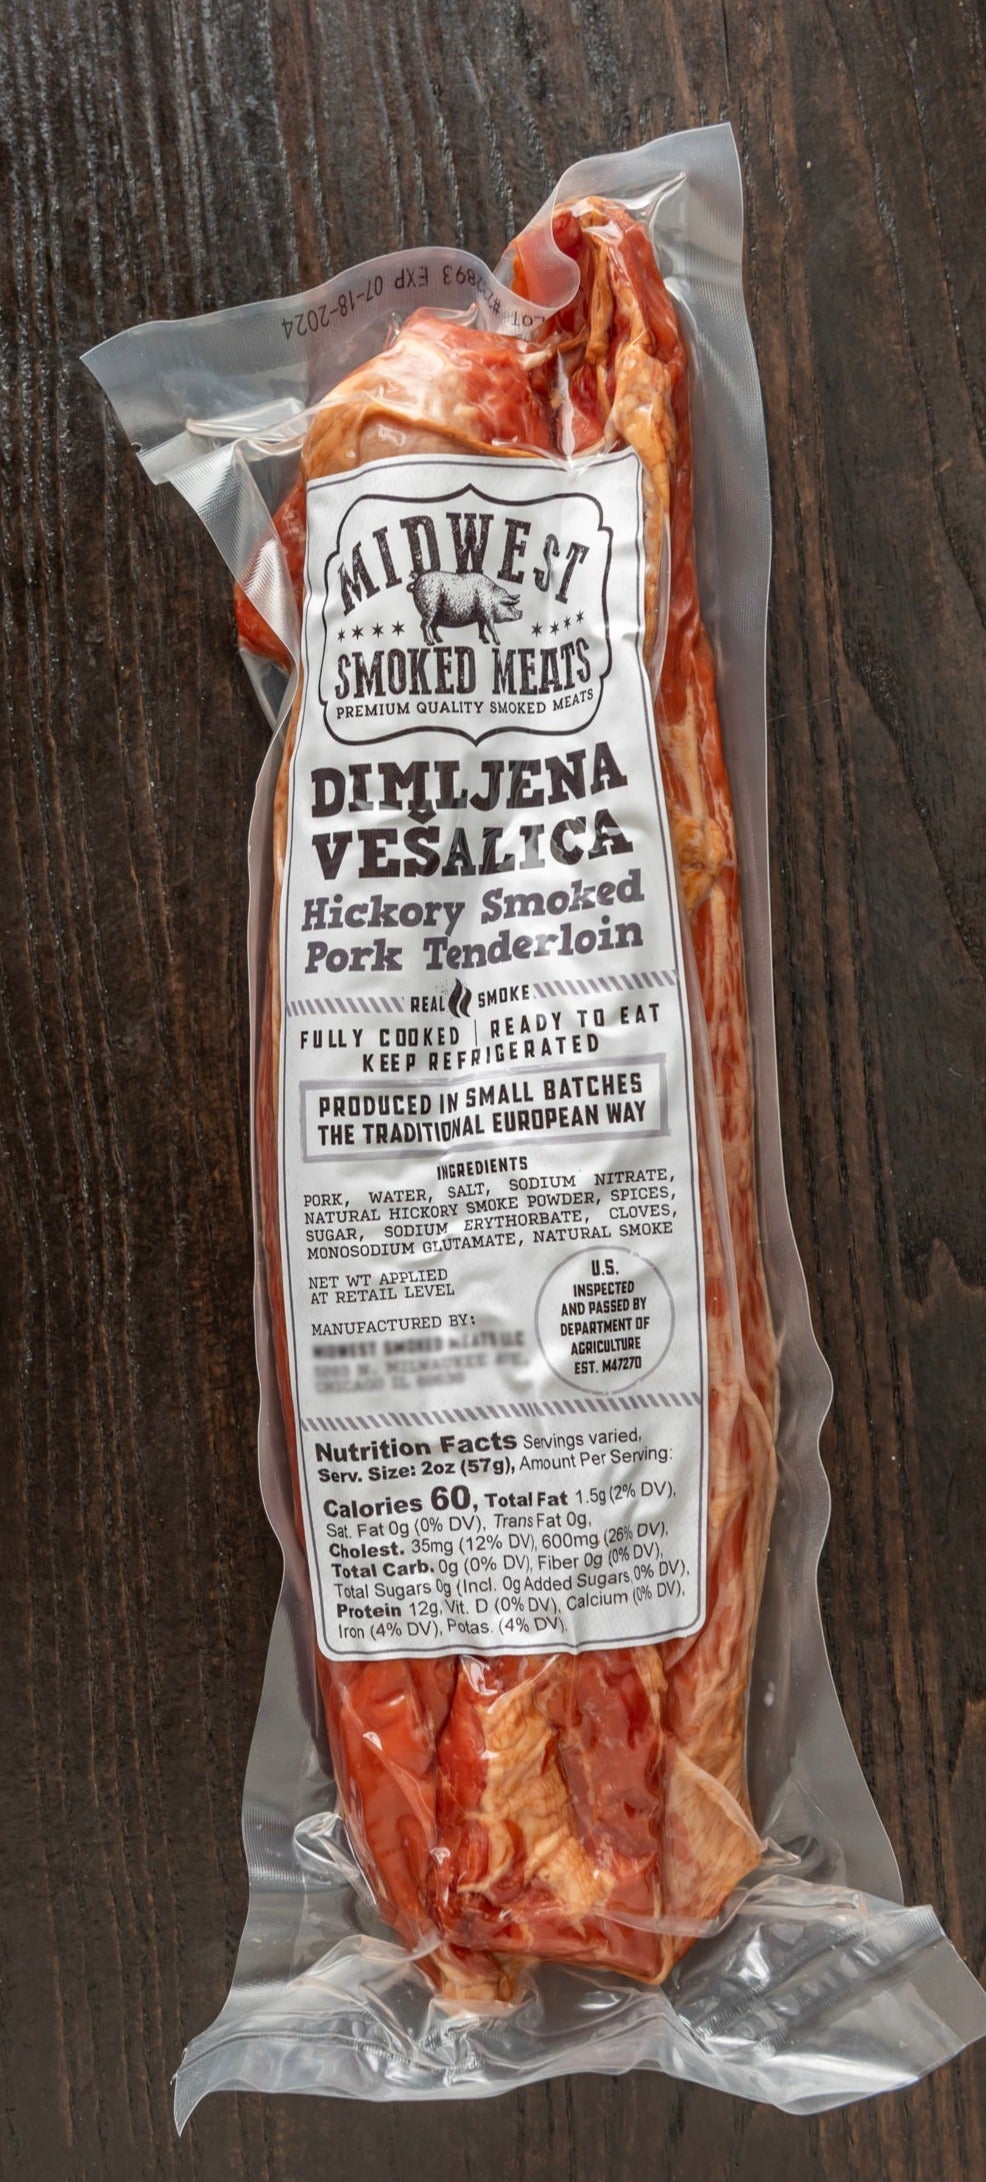 LOT #232893 EXP 07-18-2024
MIDWEST
SMOKED MEATS
PREMIUM QUALITY SMOKED MEATS
DIMLJENA
VEŠALICA
Hickory Smoked
Pork Tenderloin
REAL SMOKE
FULLY COOKED | READY TO EAT
KEEP REFRIGERATED
PRODUCED IN SMALL BATCHES
THE TRADITIONAL EUROPEAN WAY
INGREDIENTS
PORK, WATER, SALT, SODIUM NITRATE,
NATURAL HICKORY SMOKE POWDER, SPICES,
SUGAR, SODIUM ERYTHORBATE, CLOVES,
MONOSODIUM GLUTAMATE, NATURAL SMOKE
NET WT APPLIED
AT RETAIL LEVEL
MANUFACTURED BY:
U.S.
INSPECTED
AND PASSED BY
DEPARTMENT OF
AGRICULTURE
EST. M47270
Nutrition Facts Servings varied,
Serv. Size: 2oz (57g), Amount Per Serving:
Calories 60, Total Fat 1.5g (2% DV),
Sat. Fat 0g (0% DV), Trans Fat 0g,
Cholest. 35mg (12% DV), 600mg (26% DV),
Total Carb. 0g (0% DV), Fiber 0g (0% DV),
Total Sugars 0g (Incl. 0g Added Sugars, 0% DV),
Protein 12g, Vit. D (0% DV), Calcium (0% DV),
Iron (4% DV), Potas. (4% DV).